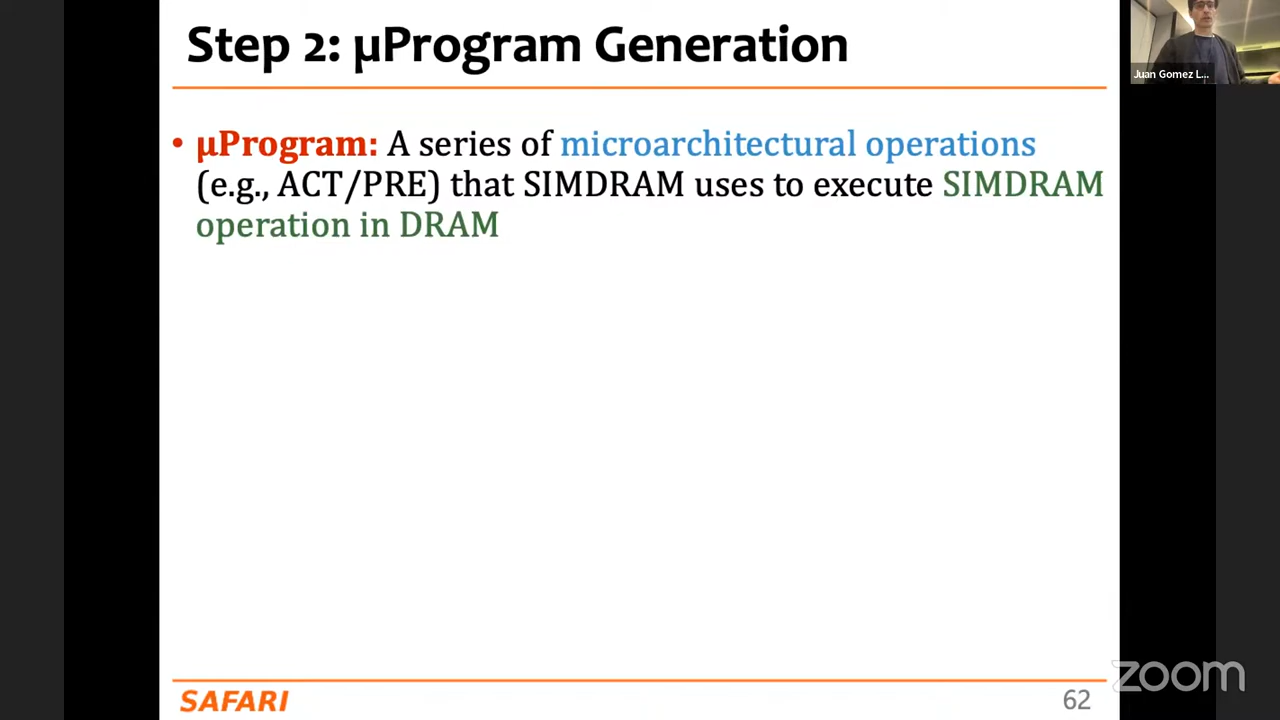 Step 2: µProgram Generation
Juan Gomez L...
• µProgram: A series of microarchitectural operations
(e.g., ACT/PRE) that SIMDRAM uses to execute SIMDRAM
operation in DRAM
SAFARI
62
zoom